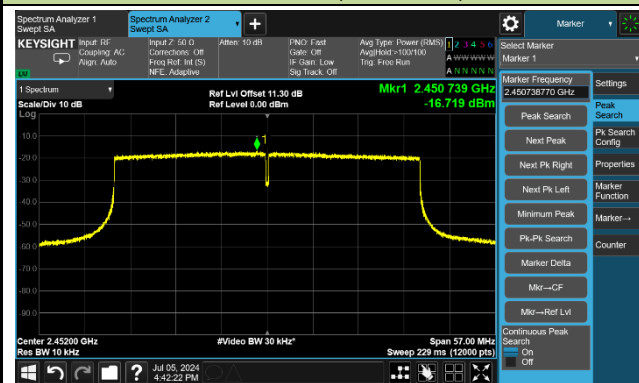 Spectrum Analyzer 1
Swept SA
Spectrum Analyzer 2
Swept SA
Marker
KEYSIGHT
Input: RF
Coupling: AC
Align: Auto
Input Z: 50 Ω
Corrections: Off
Freq Ref: Int (S)
NFE: Adaptive
Atten: 10 dB
PNO: Fast
Gate: Off
IF Gain: Low
Sig Track: Off
Avg Type: Power (RMS)
Avg|Hold:>100/100
Trig: Free Run
1 2 3 4 5 6
A W W W W W
A N N N N N
Select Marker
Marker 1
1 Spectrum
Scale/Div 10 dB
Log
Ref Lvl Offset 11.30 dB
Ref Level 0.00 dBm
Mkr1 2.450 739 GHz
-16.719 dBm
1
-10.0
-20.0
-30.0
-40.0
-50.0
-60.0
-70.0
-80.0
-90.0
Center 2.45200 GHz
Res BW 10 kHz
#Video BW 30 kHz*
Span 57.00 MHz
Sweep 229 ms (12000 pts)
Jul 05, 2024
4:42:22 PM
Marker Frequency
2.450738770 GHz
Peak Search
Next Peak
Next Pk Right
Next Pk Left
Minimum Peak
Pk-Pk Search
Marker Delta
Mkr→CF
Mkr→Ref Lvl
Continuous Peak
Search
On
Off
Settings
Peak
Search
Pk Search
Config
Properties
Marker
Function
Marker→
Counter